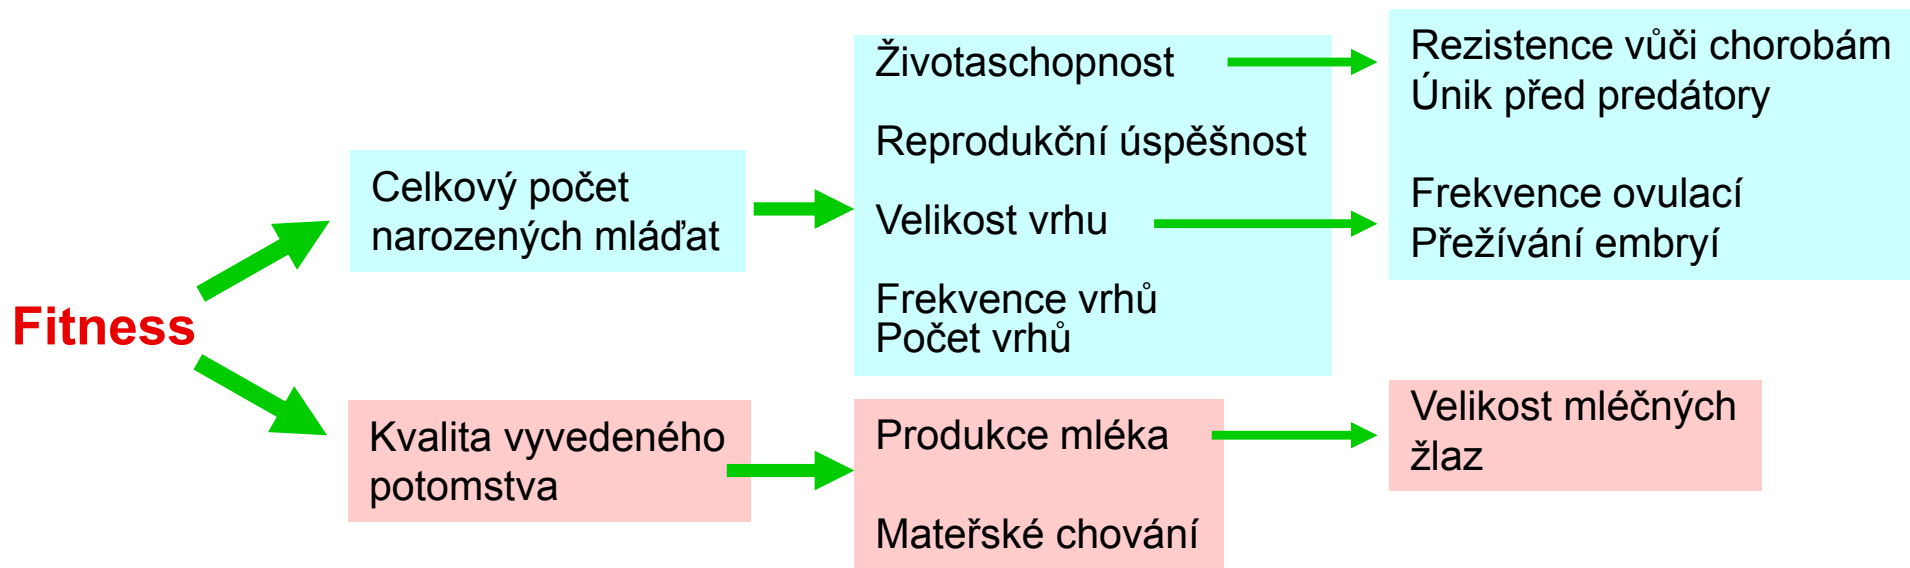 Fitness
Celkový počet
narozených mláďat
Životaschopnost
Reprodukční úspěšnost
Velikost vrhu
Frekvence vrhů
Počet vrhů
Rezistence vůči chorobám
Únik před predátory
Frekvence ovulací
Přežívání embryí
Kvalita vyvedeného
potomstva
Produkce mléka
Mateřské chování
Velikost mléčných
žlaz